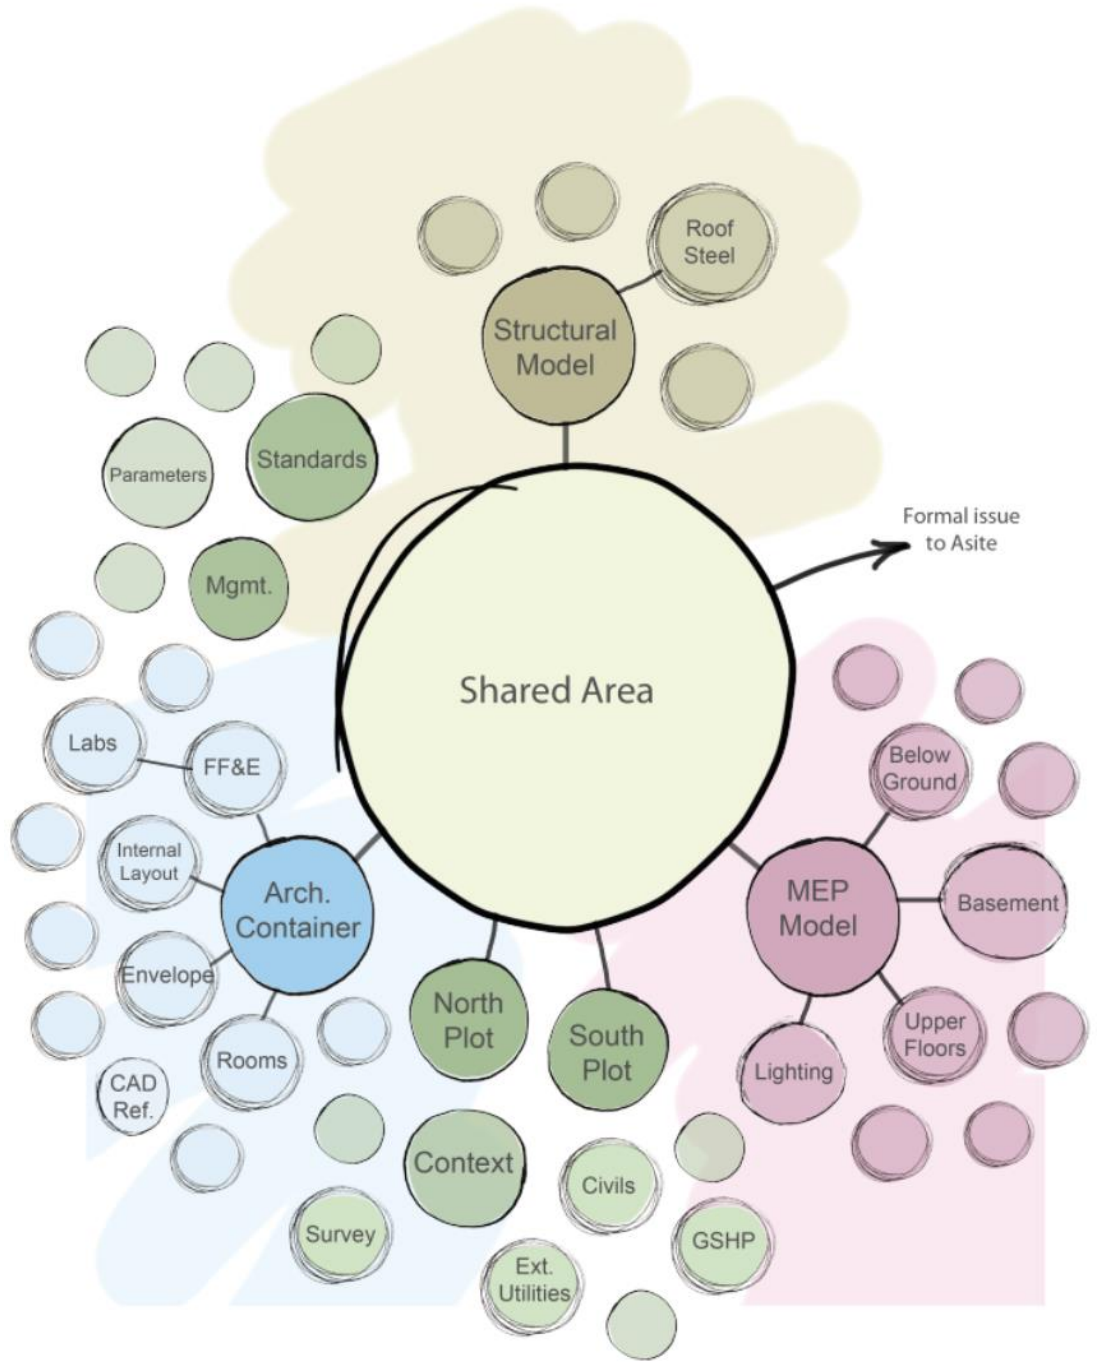 Roof
Steel
Structural
Model
Standards
Parameters
Formal issue
to Asite
Mgmt.
Shared Area
Labs
FF&E
Below
Ground
Internal
Layout
Arch.
Container
MEP
Model
Basement
Envelope
North
Plot
South
Plot
Upper
Floors
Rooms
Lighting
CAD
Ref.
Context
Civils
Survey
GSHP
Ext.
Utilities